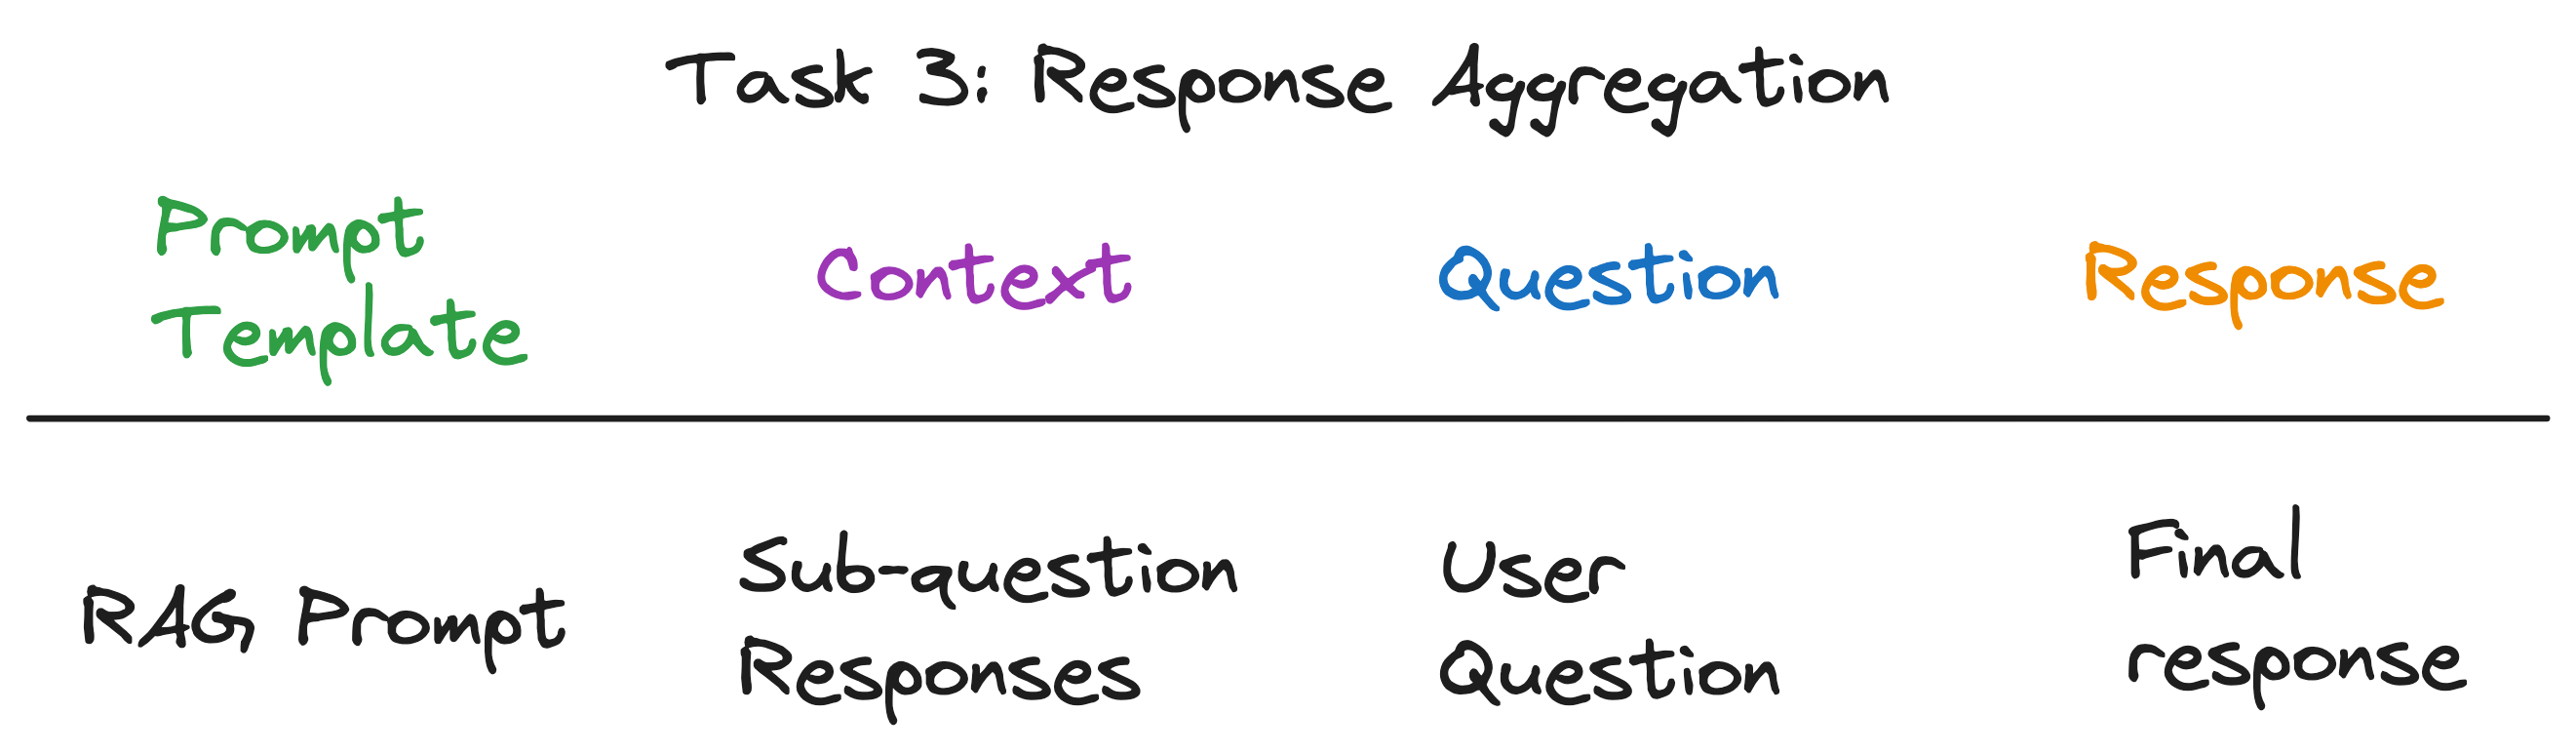 Task 3: Response Aggregation
Prompt
Template
Context
Question
Response
RAG Prompt
Sub-question
Responses
User
Question
Final
response